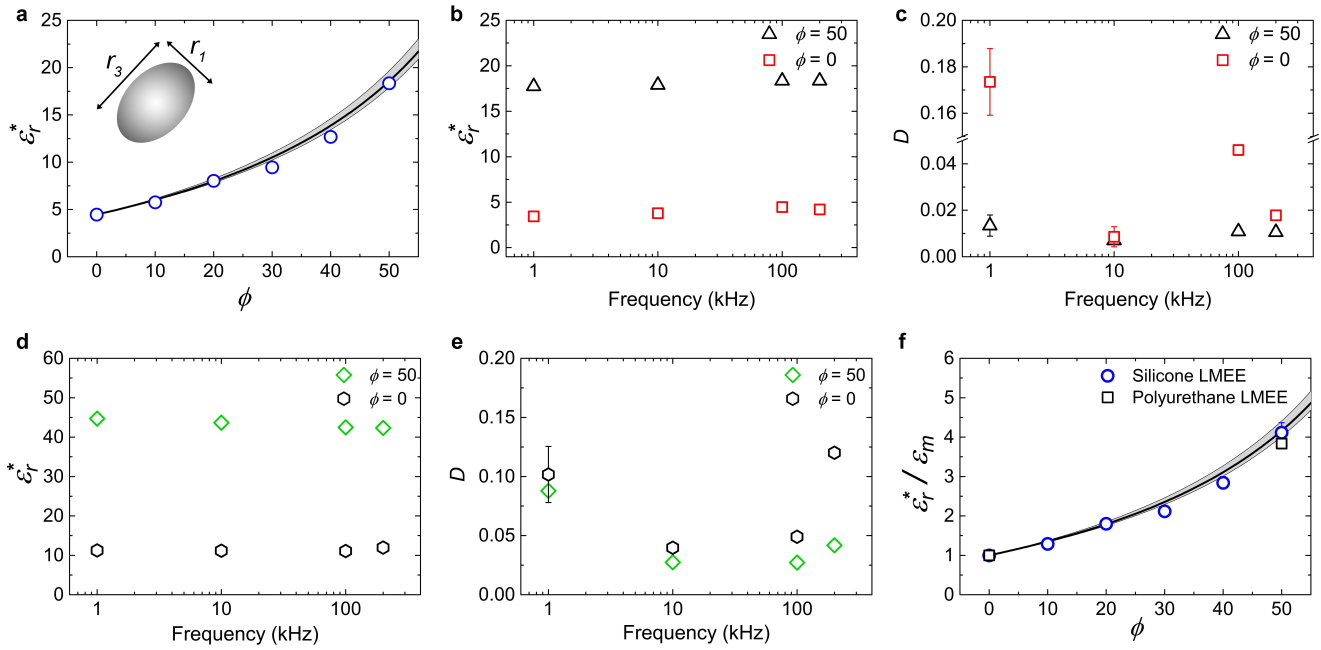 a
25
20
15
10
5
0
0 10 20 30 40 50
εr*
ϕ
r3
r1
b
25
20
15
10
5
0
1 10 100
εr*
Frequency (kHz)
ϕ = 50
ϕ = 0
c
0.20
0.18
0.16
0.04
0.02
0.00
1 10 100
D
Frequency (kHz)
ϕ = 50
ϕ = 0
d
60
50
45
40
30
20
10
0
1 10 100
εr*
Frequency (kHz)
ϕ = 50
ϕ = 0
e
0.20
0.15
0.10
0.05
0.00
1 10 100
D
Frequency (kHz)
ϕ = 50
ϕ = 0
f
6
5
4
3
2
1
0
0 10 20 30 40 50
εr* / εm
ϕ
Silicone LMEE
Polyurethane LMEE